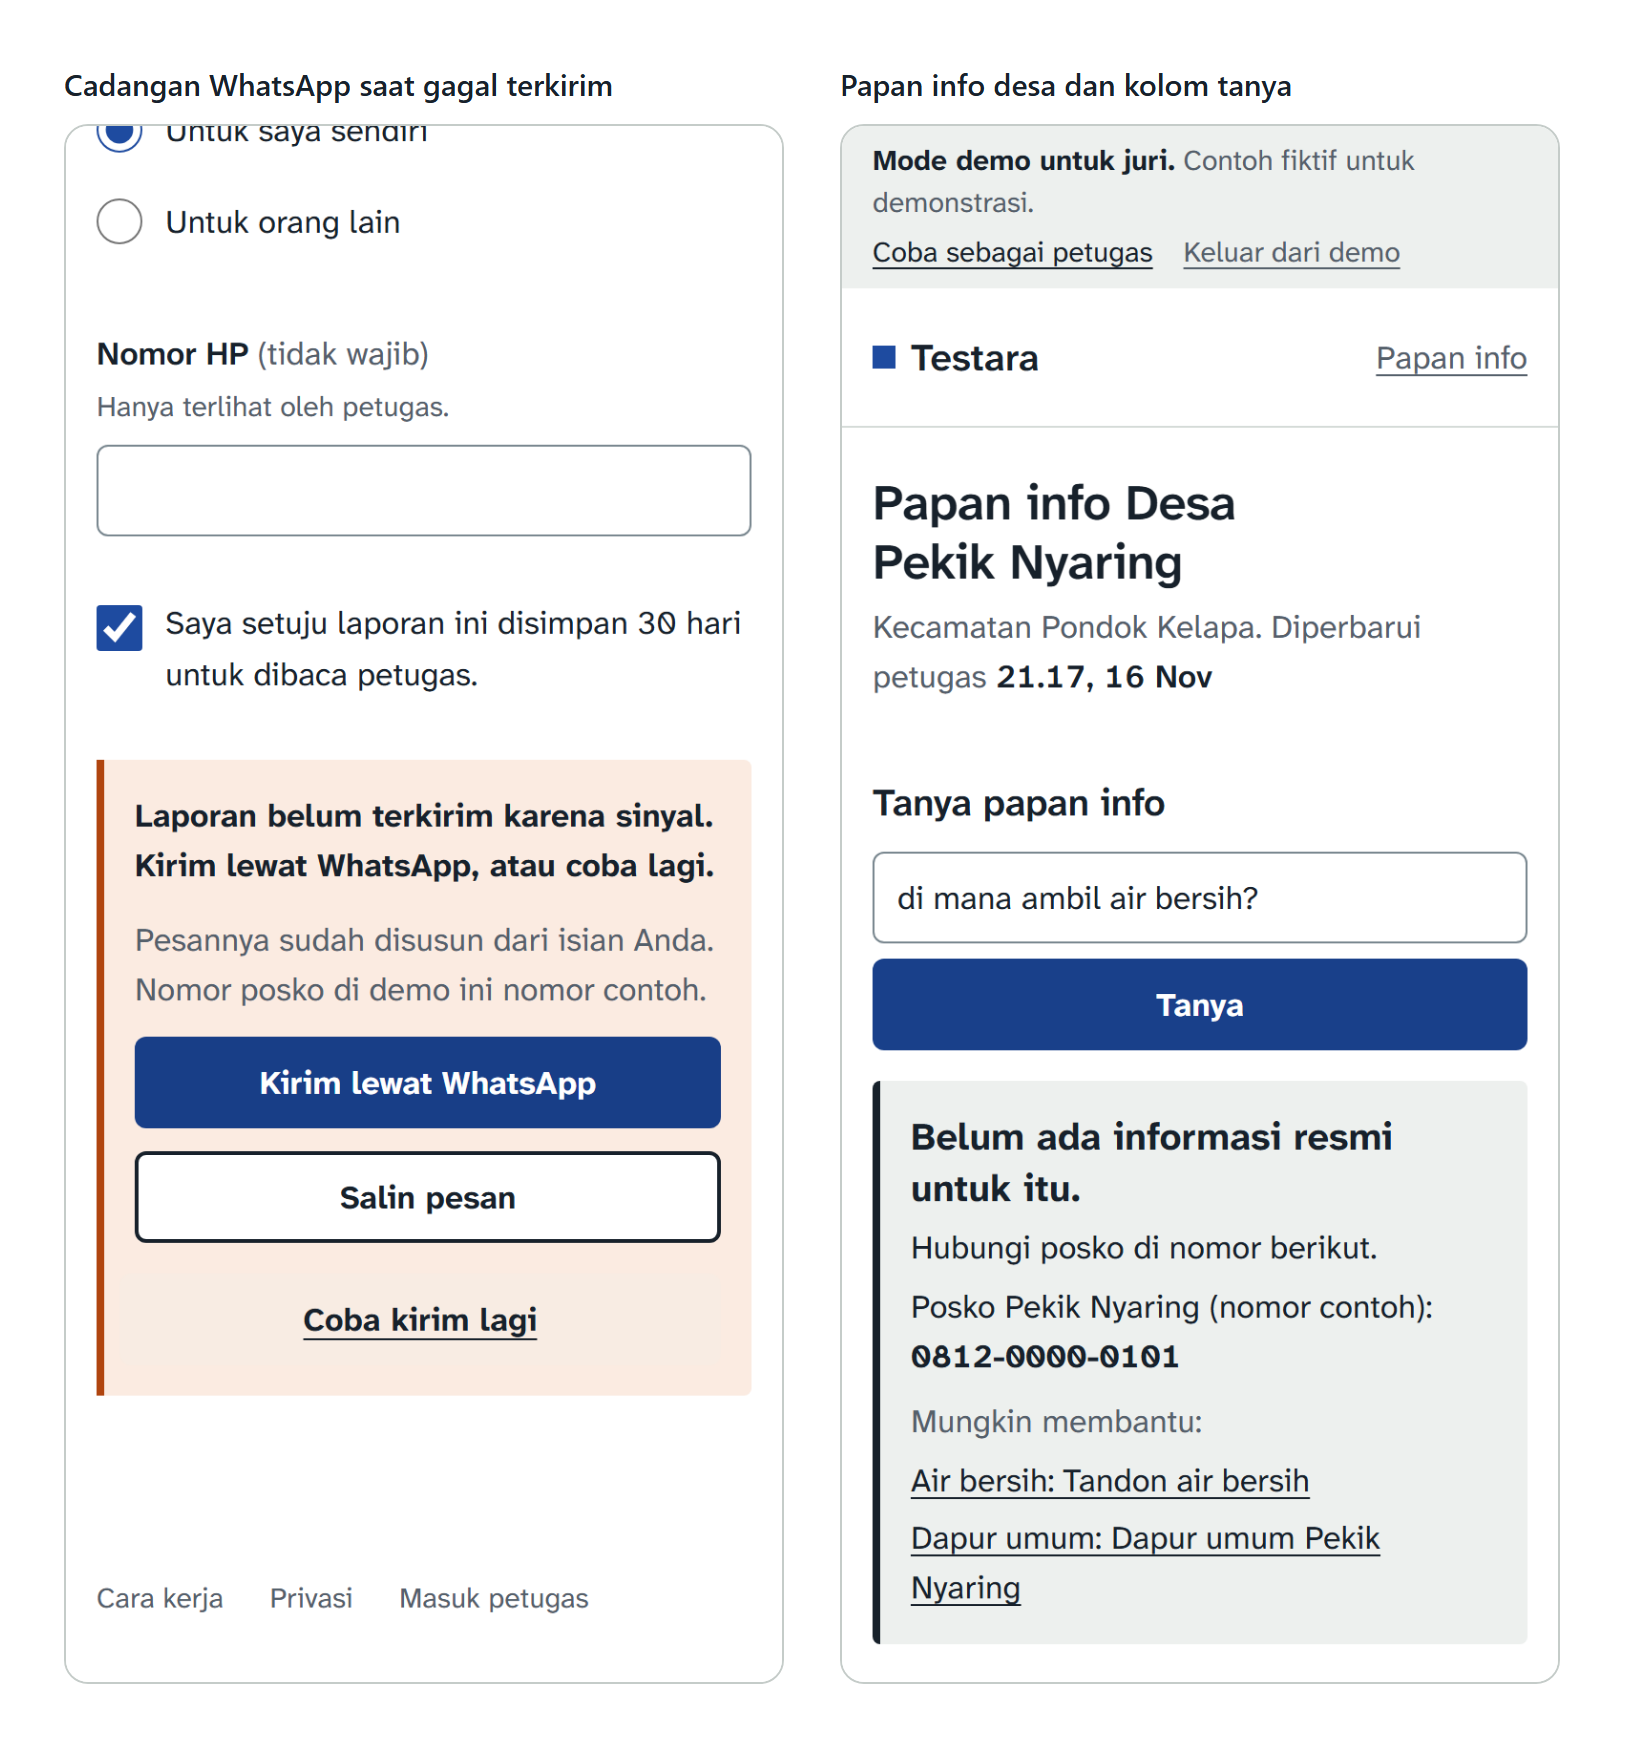 Cadangan WhatsApp saat gagal terkirim
Untuk saya sendiri
Untuk orang lain
Nomor HP (tidak wajib)
Hanya terlihat oleh petugas.
Saya setuju laporan ini disimpan 30 hari
untuk dibaca petugas.
Laporan belum terkirim karena sinyal.
Kirim lewat WhatsApp, atau coba lagi.
Pesannya sudah disusun dari isian Anda.
Nomor posko di demo ini nomor contoh.
Kirim lewat WhatsApp
Salin pesan
Coba kirim lagi
Cara kerja Privasi Masuk petugas
Papan info desa dan kolom tanya
Mode demo untuk juri. Contoh fiktif untuk
demonstrasi.
Coba sebagai petugas Keluar dari demo
Testara Papan info
Papan info Desa
Pekik Nyaring
Kecamatan Pondok Kelapa. Diperbarui
petugas 21.17, 16 Nov
Tanya papan info
di mana ambil air bersih?
Tanya
Belum ada informasi resmi
untuk itu.
Hubungi posko di nomor berikut.
Posko Pekik Nyaring (nomor contoh):
0812-0000-0101
Mungkin membantu:
Air bersih: Tandon air bersih
Dapur umum: Dapur umum Pekik
Nyaring